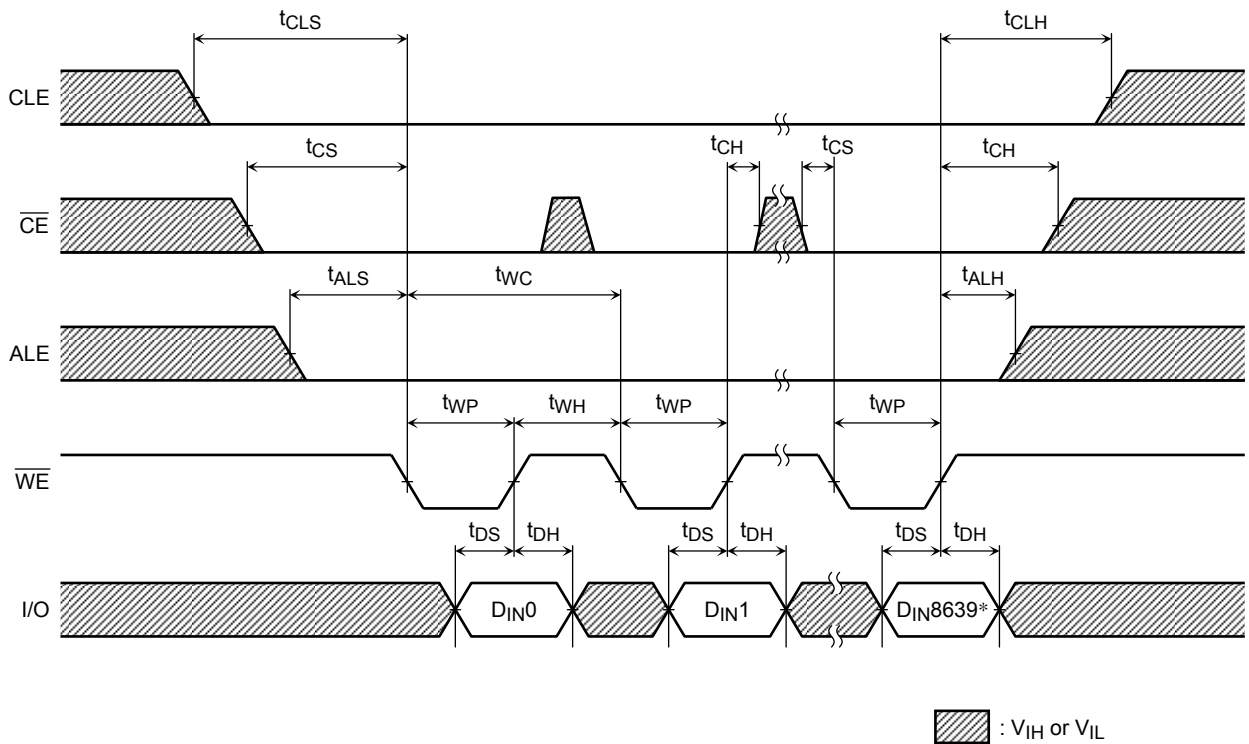 tCLS tCLH
CLE
tCS tCH tCS tCH
CE
tALS tWC tALH
ALE
tWP tWH tWP tWP
WE
tDS tDH tDS tDH tDS tDH
I/O DIN0 DIN1 DIN8639*
: VIH or VIL